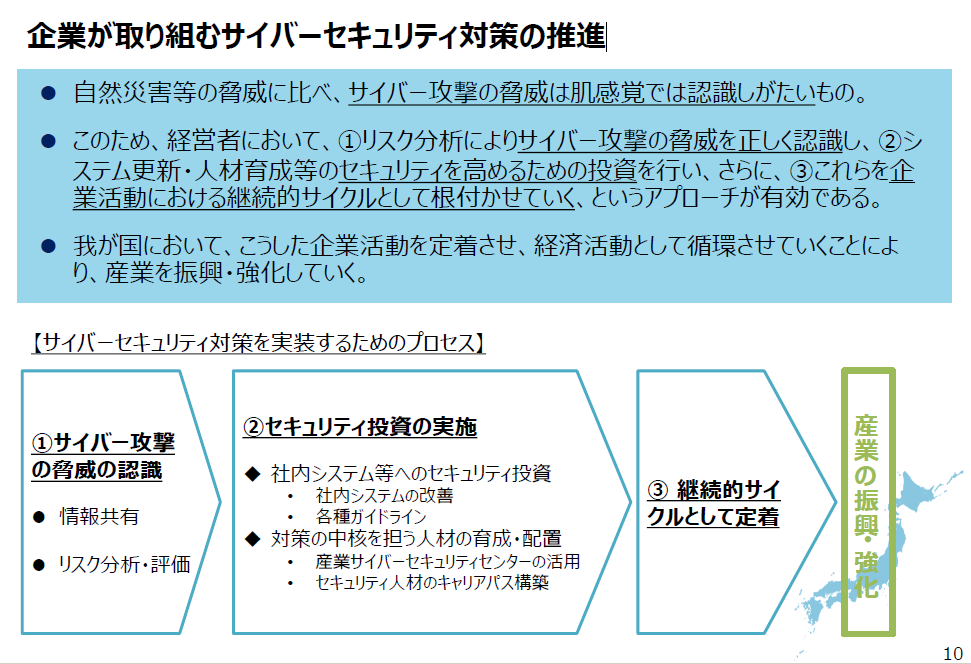 企業が取り組むサイバーセキュリティ対策の推進
● 自然災害等の脅威に比べ、サイバー攻撃の脅威は肌感覚では認識しがたいもの。
● このため、経営者において、①リスク分析によりサイバー攻撃の脅威を正しく認識し、②シ
ステム更新・人材育成等のセキュリティを高めるための投資を行い、さらに、③これらを企
業活動における継続的サイクルとして根付かせていく、というアプローチが有効である。
● 我が国において、こうした企業活動を定着させ、経済活動として循環させていくことによ
り、産業を振興・強化していく。
【サイバーセキュリティ対策を実装するためのプロセス】
①サイバー攻撃
の脅威の認識
● 情報共有
● リスク分析・評価
②セキュリティ投資の実施
◆ 社内システム等へのセキュリティ投資
・ 社内システムの改善
・ 各種ガイドライン
◆ 対策の中核を担う人材の育成・配置
・ 産業サイバーセキュリティセンターの活用
・ セキュリティ人材のキャリアパス構築
③ 継続的サイ
クルとして定着
産業の振興・強化
10